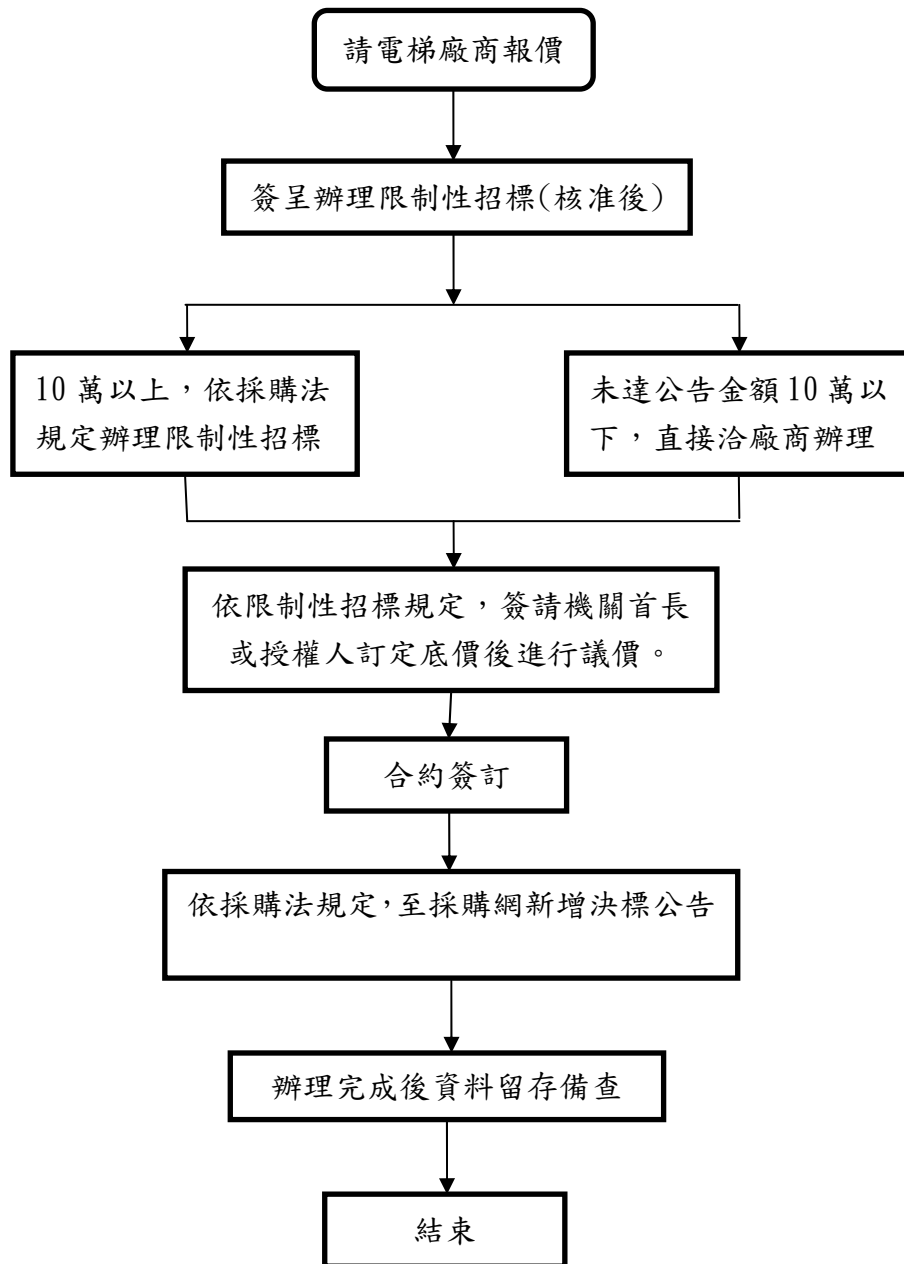 請電梯廠商報價
簽呈辦理限制性招標(核准後)
10 萬以上，依採購法
規定辦理限制性招標
未達公告金額 10 萬以
下，直接洽廠商辦理
依限制性招標規定，簽請機關首長
或授權人訂定底價後進行議價。
合約簽訂
依採購法規定，至採購網新增決標公告
辦理完成後資料留存備查
結束